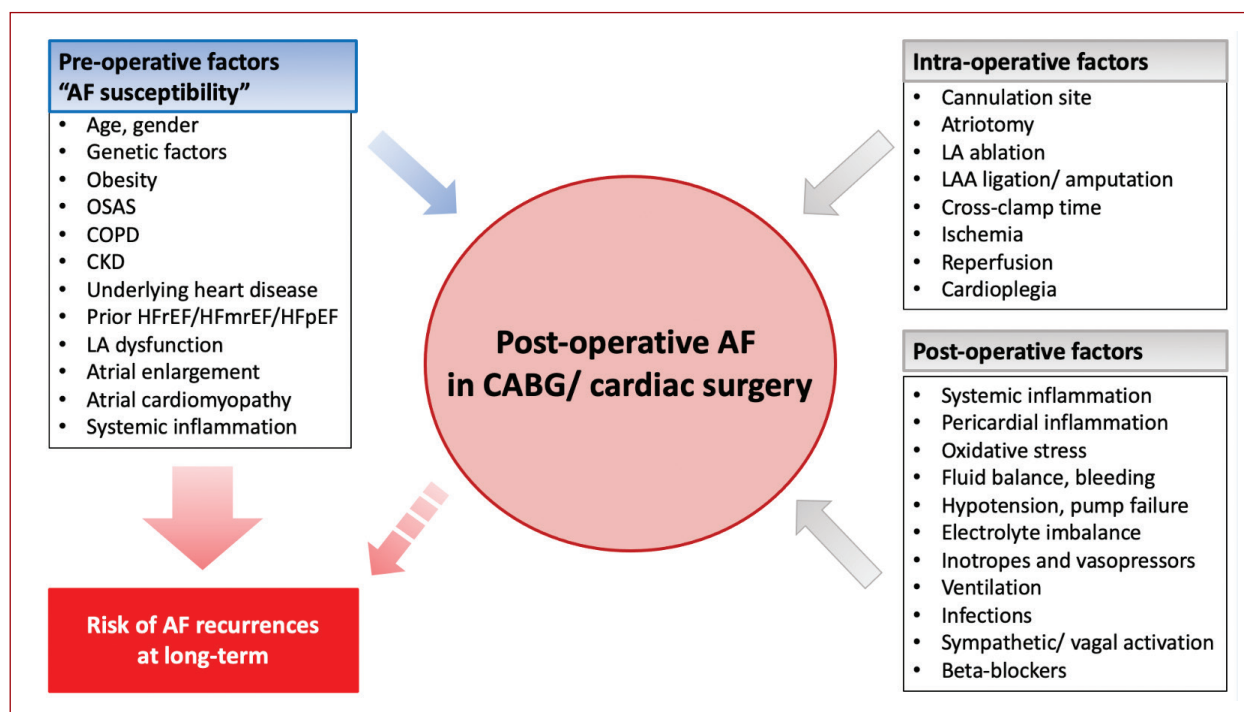 Pre-operative factors
“AF susceptibility”
• Age, gender
• Genetic factors
• Obesity
• OSAS
• COPD
• CKD
• Underlying heart disease
• Prior HFrEF/HFmrEF/HFpEF
• LA dysfunction
• Atrial enlargement
• Atrial cardiomyopathy
• Systemic inflammation
Risk of AF recurrences
at long-term
Post-operative AF
in CABG/ cardiac surgery
Intra-operative factors
• Cannulation site
• Atriotomy
• LA ablation
• LAA ligation/ amputation
• Cross-clamp time
• Ischemia
• Reperfusion
• Cardioplegia
Post-operative factors
• Systemic inflammation
• Pericardial inflammation
• Oxidative stress
• Fluid balance, bleeding
• Hypotension, pump failure
• Electrolyte imbalance
• Inotropes and vasopressors
• Ventilation
• Infections
• Sympathetic/ vagal activation
• Beta-blockers